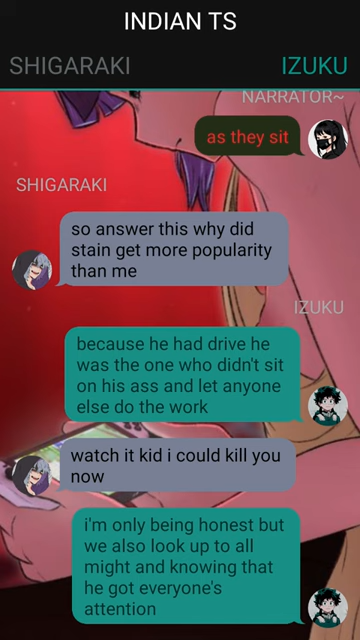 INDIAN TS
SHIGARAKI IZUKU
NARRATOR~
as they sit
SHIGARAKI
so answer this why did
stain get more popularity
than me
IZUKU
because he had drive he
was the one who didn't sit
on his ass and let anyone
else do the work
watch it kid i could kill you
now
i'm only being honest but
we also look up to all
might and knowing that
he got everyone's
attention